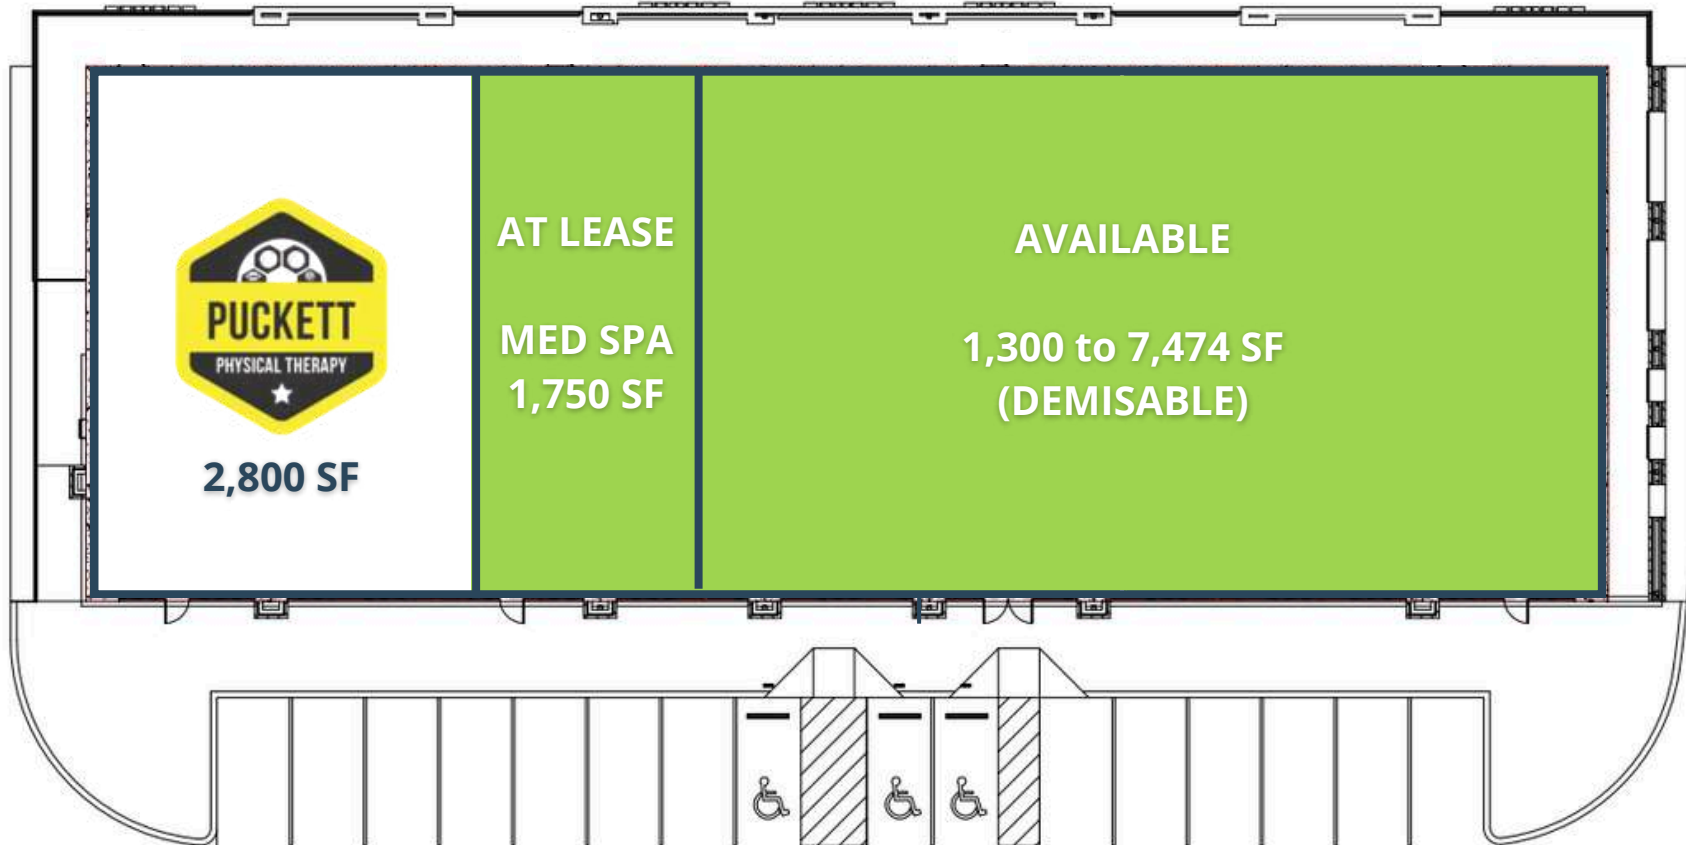 PUCKETT
PHYSICAL THERAPY
2,800 SF
AT LEASE
MED SPA
1,750 SF
AVAILABLE
1,300 to 7,474 SF
(DEMISABLE)